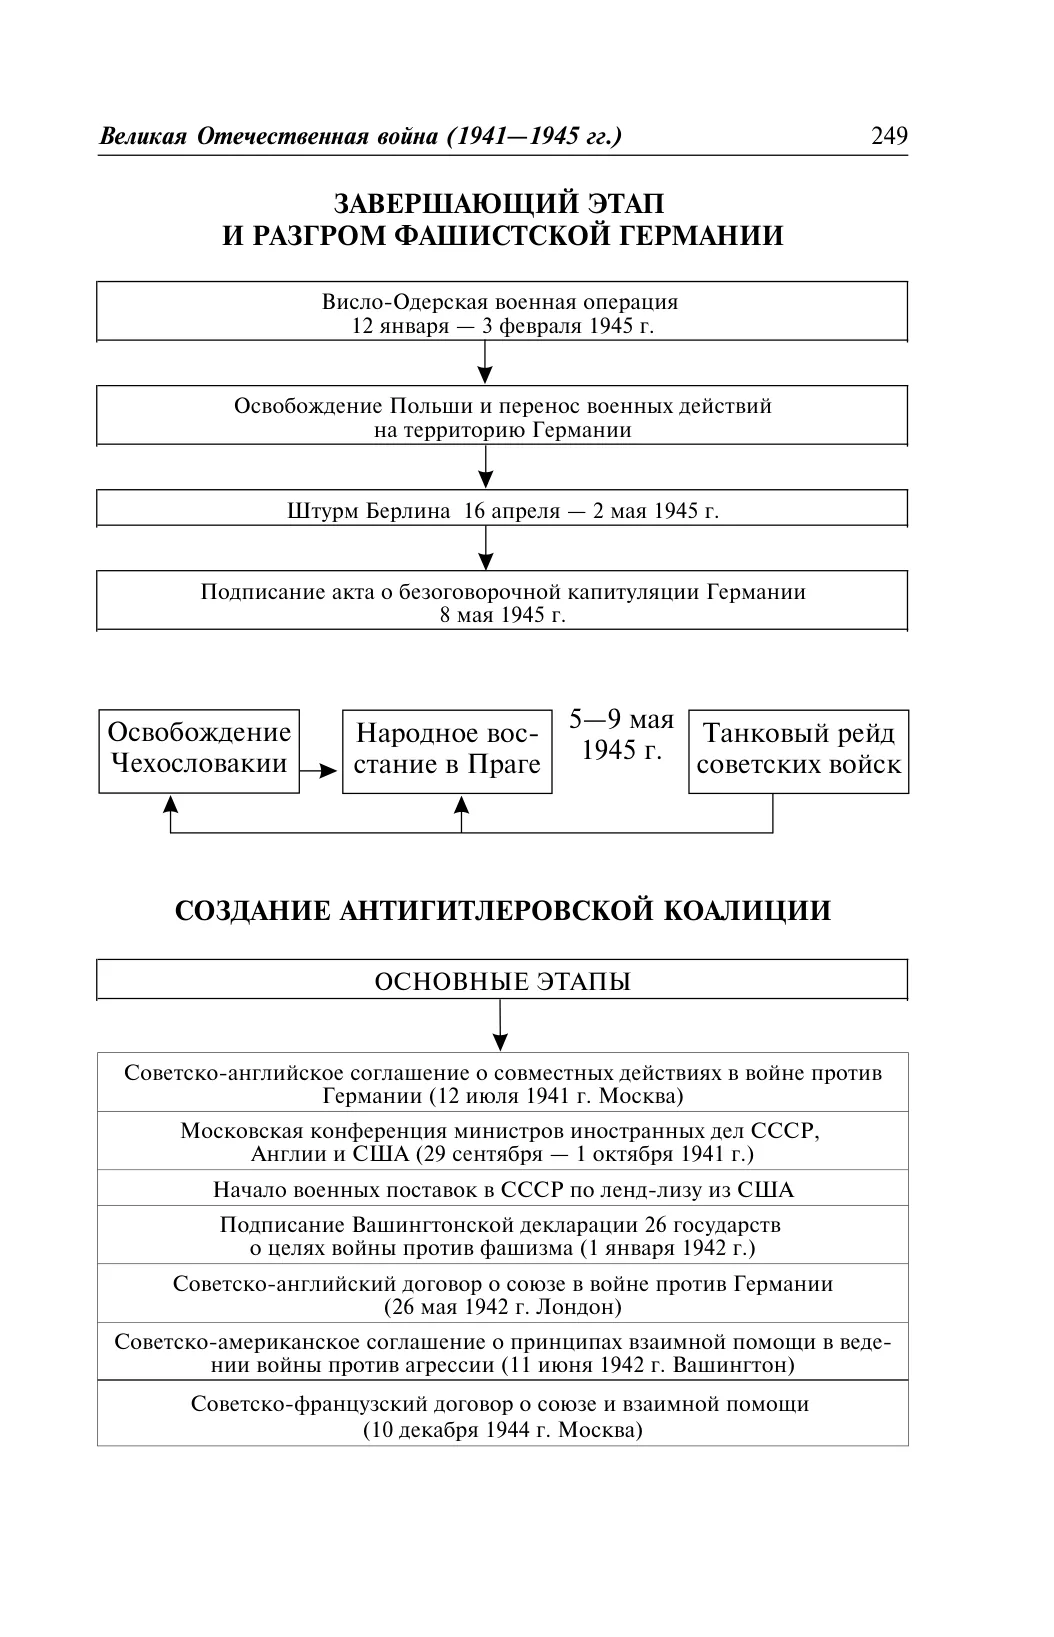 Великая Отечественная война (1941—1945 гг.) 249
ЗАВЕРШАЮЩИЙ ЭТАП
И РАЗГРОМ ФАШИСТСКОЙ ГЕРМАНИИ
Висло-Одерская военная операция
12 января — 3 февраля 1945 г.
Освобождение Польши и перенос военных действий
на территорию Германии
Штурм Берлина 16 апреля — 2 мая 1945 г.
Подписание акта о безоговорочной капитуляции Германии
8 мая 1945 г.
Освобождение
Чехословакии
Народное вос-
стание в Праге
5—9 мая
1945 г.
Танковый рейд
советских войск
СОЗДАНИЕ АНТИГИТЛЕРОВСКОЙ КОАЛИЦИИ
ОСНОВНЫЕ ЭТАПЫ
Советско-английское соглашение о совместных действиях в войне против
Германии (12 июля 1941 г. Москва)
Московская конференция министров иностранных дел СССР,
Англии и США (29 сентября — 1 октября 1941 г.)
Начало военных поставок в СССР по ленд-лизу из США
Подписание Вашингтонской декларации 26 государств
о целях войны против фашизма (1 января 1942 г.)
Советско-английский договор о союзе в войне против Германии
(26 мая 1942 г. Лондон)
Советско-американское соглашение о принципах взаимной помощи в веде-
нии войны против агрессии (11 июня 1942 г. Вашингтон)
Советско-французский договор о союзе и взаимной помощи
(10 декабря 1944 г. Москва)